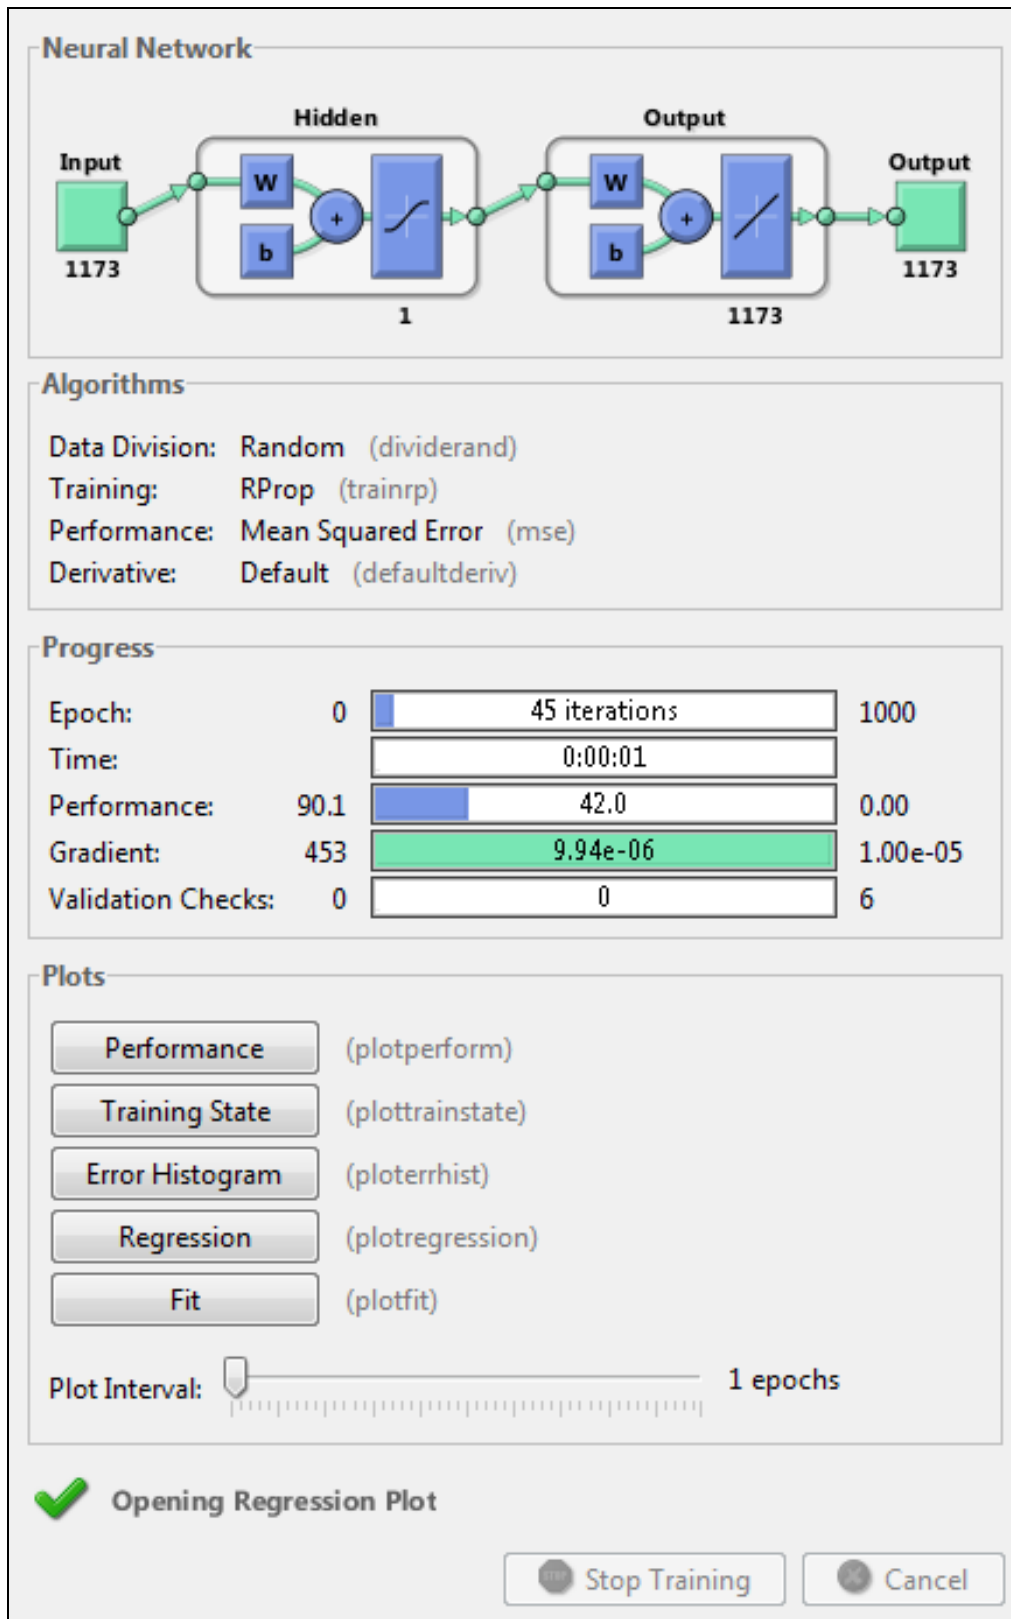 Neural Network
Hidden
Output
Input
Output
W
b
+
W
b
+
1173
1173
1
1173
Algorithms
Data Division: Random (dividerand)
Training: RProp (trainrp)
Performance: Mean Squared Error (mse)
Derivative: Default (defaultderiv)
Progress
Epoch: 0 45 iterations 1000
Time: 0:00:01
Performance: 90.1 42.0 0.00
Gradient: 453 9.94e-06 1.00e-05
Validation Checks: 0 0 6
Plots
Performance (plotperform)
Training State (plottrainstate)
Error Histogram (ploterrhist)
Regression (plotregression)
Fit (plotfit)
Plot Interval: 1 epochs
Opening Regression Plot
STOP Stop Training Cancel